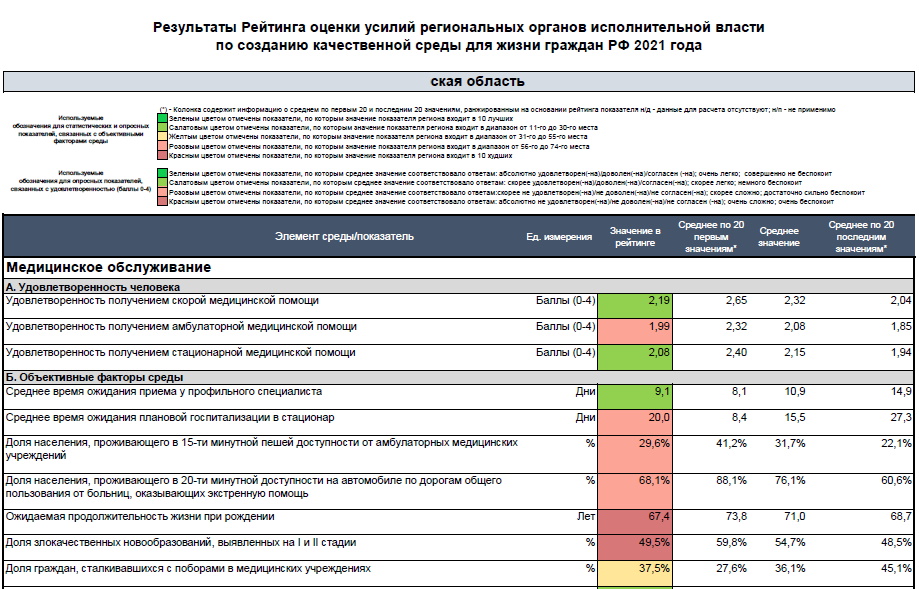 Результаты Рейтинга оценки усилий региональных органов исполнительной власти
по созданию качественной среды для жизни граждан РФ 2021 года
ская область
(*) - Колонка содержит информацию о среднем по первым 20 и последним 20 значениям, ранжированным на основании рейтинга показателя н/д - данные для расчета отсутствуют; н/п - не применимо
Используемые
обозначения для статистических и опросных
показателей, связанных с объективными
факторами среды
Зеленым цветом отмечены показатели, по которым значение показателя региона входит в 10 лучших
Салатовым цветом отмечены показатели, по которым значение показателя региона входит в диапазон от 11-го до 30-го места
Желтым цветом отмечены показатели, по которым значение показателя региона входит в диапазон от 31-го до 55-го места
Розовым цветом отмечены показатели, по которым значение показателя региона входит в диапазон от 56-го до 74-го места
Красным цветом отмечены показатели, по которым значение показателя региона входит в 10 худших
Используемые
обозначения для опросных показателей,
связанных с удовлетворенностью (баллы 0-4)
Зеленым цветом отмечены показатели, по которым среднее значение соответствовало ответам: абсолютно удовлетворен(-на)/доволен(-на)/согласен (-на); очень легко; совершенно не беспокоит
Салатовым цветом отмечены показатели, по которым среднее значение соответствовало ответам: скорее удовлетворен(-на)/доволен(-на)/согласен(-на); скорее легко; немного беспокоит
Розовым цветом отмечены показатели, по которым среднее значение соответствовало ответам:скорее не удовлетворен(-на)/не доволен(-на)/не согласен(-на); скорее сложно; достаточно сильно беспокоит
Красным цветом отмечены показатели, по которым среднее значение соответствовало ответам: абсолютно не удовлетворен(-на)/не доволен(-на)/не согласен (-на); очень сложно; очень беспокоит
Элемент среды/показатель Ед. измерения Значение в рейтинге Среднее по 20 первым значениям* Среднее значение Среднее по 20 последним значениям*
Медицинское обслуживание
А. Удовлетворенность человека
Удовлетворенность получением скорой медицинской помощи Баллы (0-4) 2,19 2,65 2,32 2,04
Удовлетворенность получением амбулаторной медицинской помощи Баллы (0-4) 1,99 2,32 2,08 1,85
Удовлетворенность получением стационарной медицинской помощи Баллы (0-4) 2,08 2,40 2,15 1,94
Б. Объективные факторы среды
Среднее время ожидания приема у профильного специалиста Дни 9,1 8,1 10,9 14,9
Среднее время ожидания плановой госпитализации в стационар Дни 20,0 8,4 15,5 27,3
Доля населения, проживающего в 15-ти минутной пешей доступности от амбулаторных медицинских % 29,6% 41,2% 31,7% 22,1%
учреждений
Доля населения, проживающего в 20-ти минутной доступности на автомобиле по дорогам общего % 68,1% 88,1% 76,1% 60,6%
пользования от больниц, оказывающих экстренную помощь
Ожидаемая продолжительность жизни при рождении Лет 67,4 73,8 71,0 68,7
Доля злокачественных новообразований, выявленных на I и II стадии % 49,5% 59,8% 54,7% 48,5%
Доля граждан, сталкивавшихся с поборами в медицинских учреждениях % 37,5% 27,6% 36,1% 45,1%